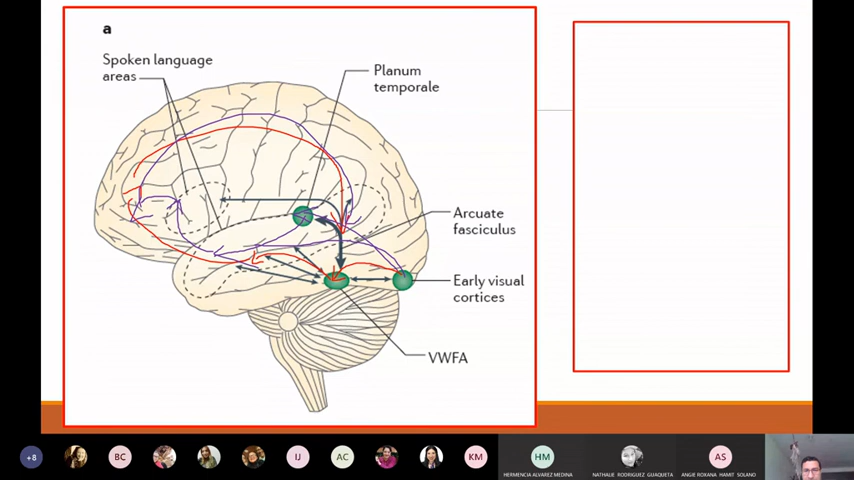 a
Spoken language
areas
Planum
temporale
Arcuate
fasciculus
Early visual
cortices
VWFA
+8
BC
IJ
AC
KM
HM
AS
HERMENCIA ALVAREZ MEDINA
NATHALIE RODRIGUEZ GUAQUETA
ANGIE ROXANA HAMIT SOLANO